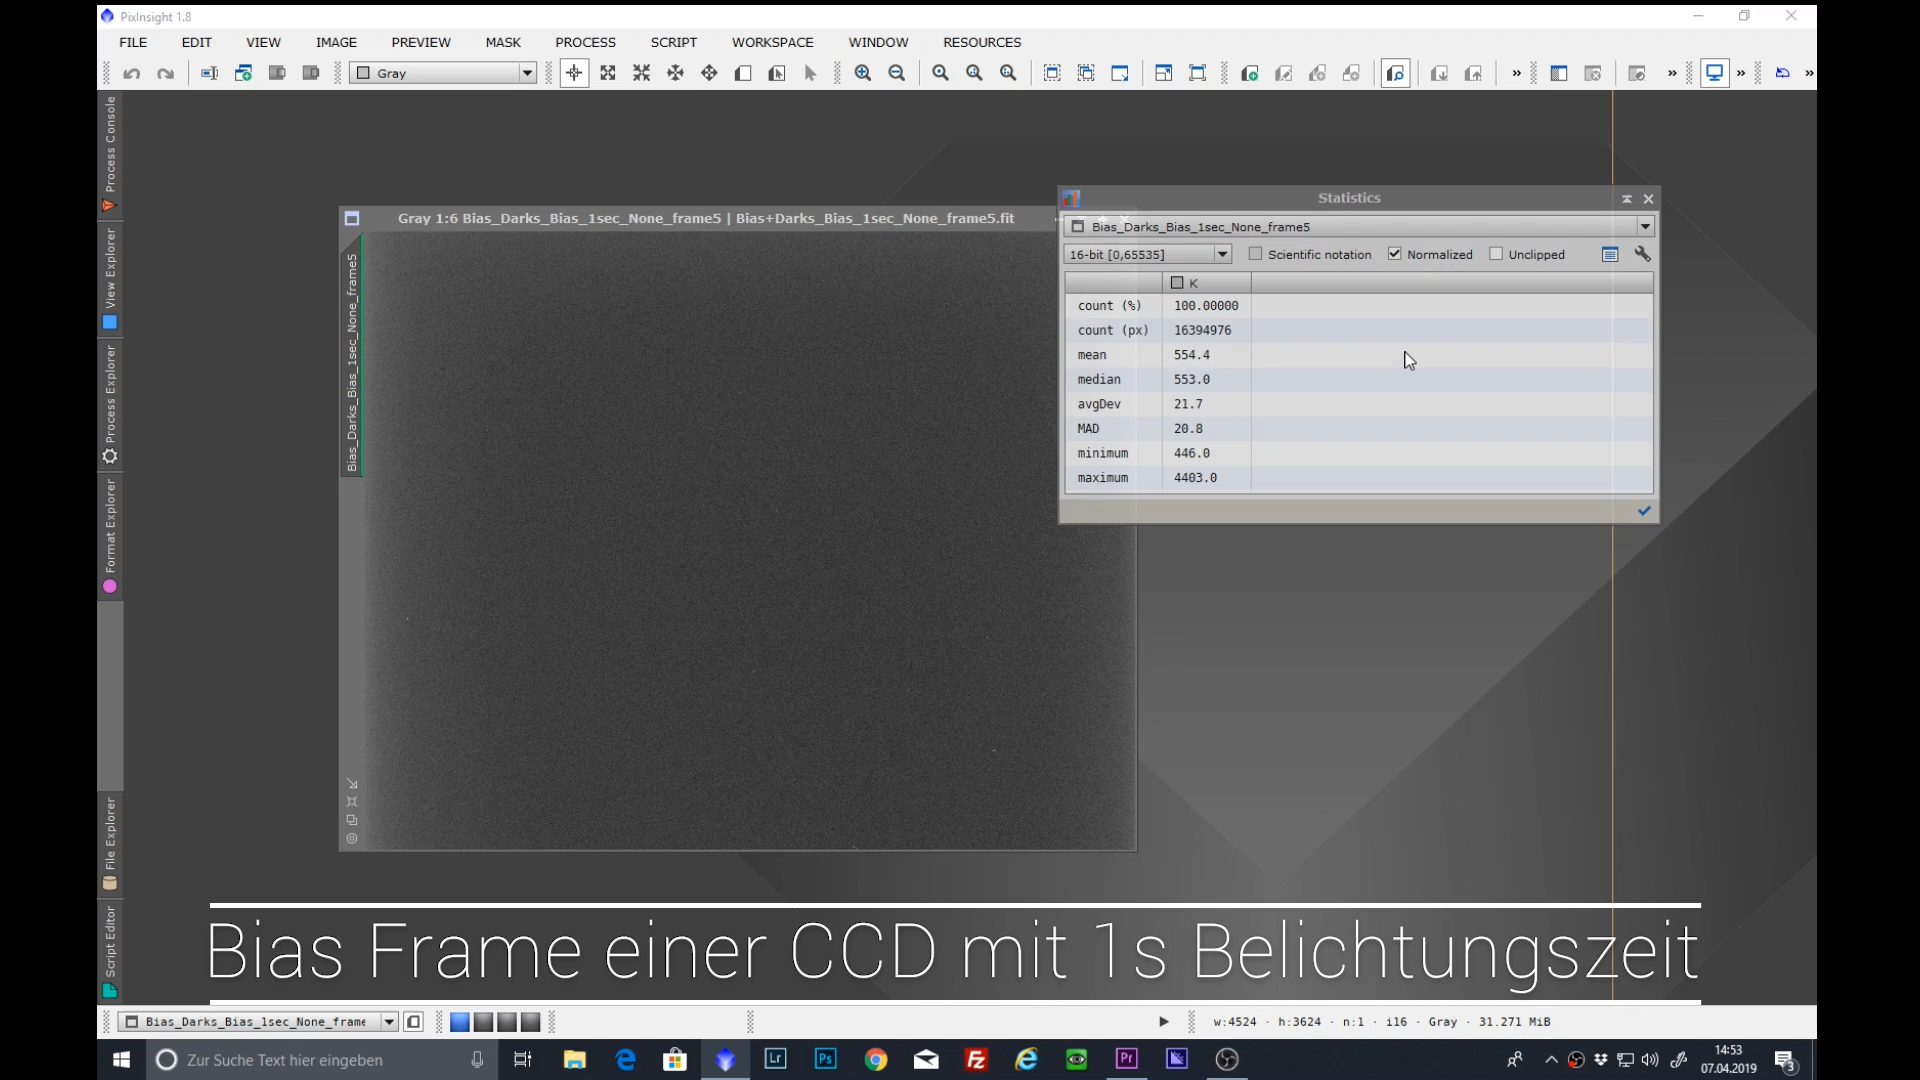 PixInsight 1.8
FILE EDIT VIEW IMAGE PREVIEW MASK PROCESS SCRIPT WORKSPACE WINDOW RESOURCES
Gray
Process Console
View Explorer
Process Explorer
Format Explorer
File Explorer
Script Editor
Gray 1:6 Bias_Darks_Bias_1sec_None_frame5 | Bias+Darks_Bias_1sec_None_frame5.fit
Bias_Darks_Bias_1sec_None_frame5
Statistics
Bias_Darks_Bias_1sec_None_frame5
16-bit [0,65535] Scientific notation Normalized Unclipped
K
count (%) 100.00000
count (px) 16394976
mean 554.4
median 553.0
avgDev 21.7
MAD 20.8
minimum 446.0
maximum 4403.0
Bias Frame einer CCD mit 1s Belichtungszeit
Bias_Darks_Bias_1sec_None_frame
w:4524 · h:3624 · n:1 · i16 · Gray · 31.271 MiB
Zur Suche Text hier eingeben
Lr Ps Pr
14:53
07.04.2019
3